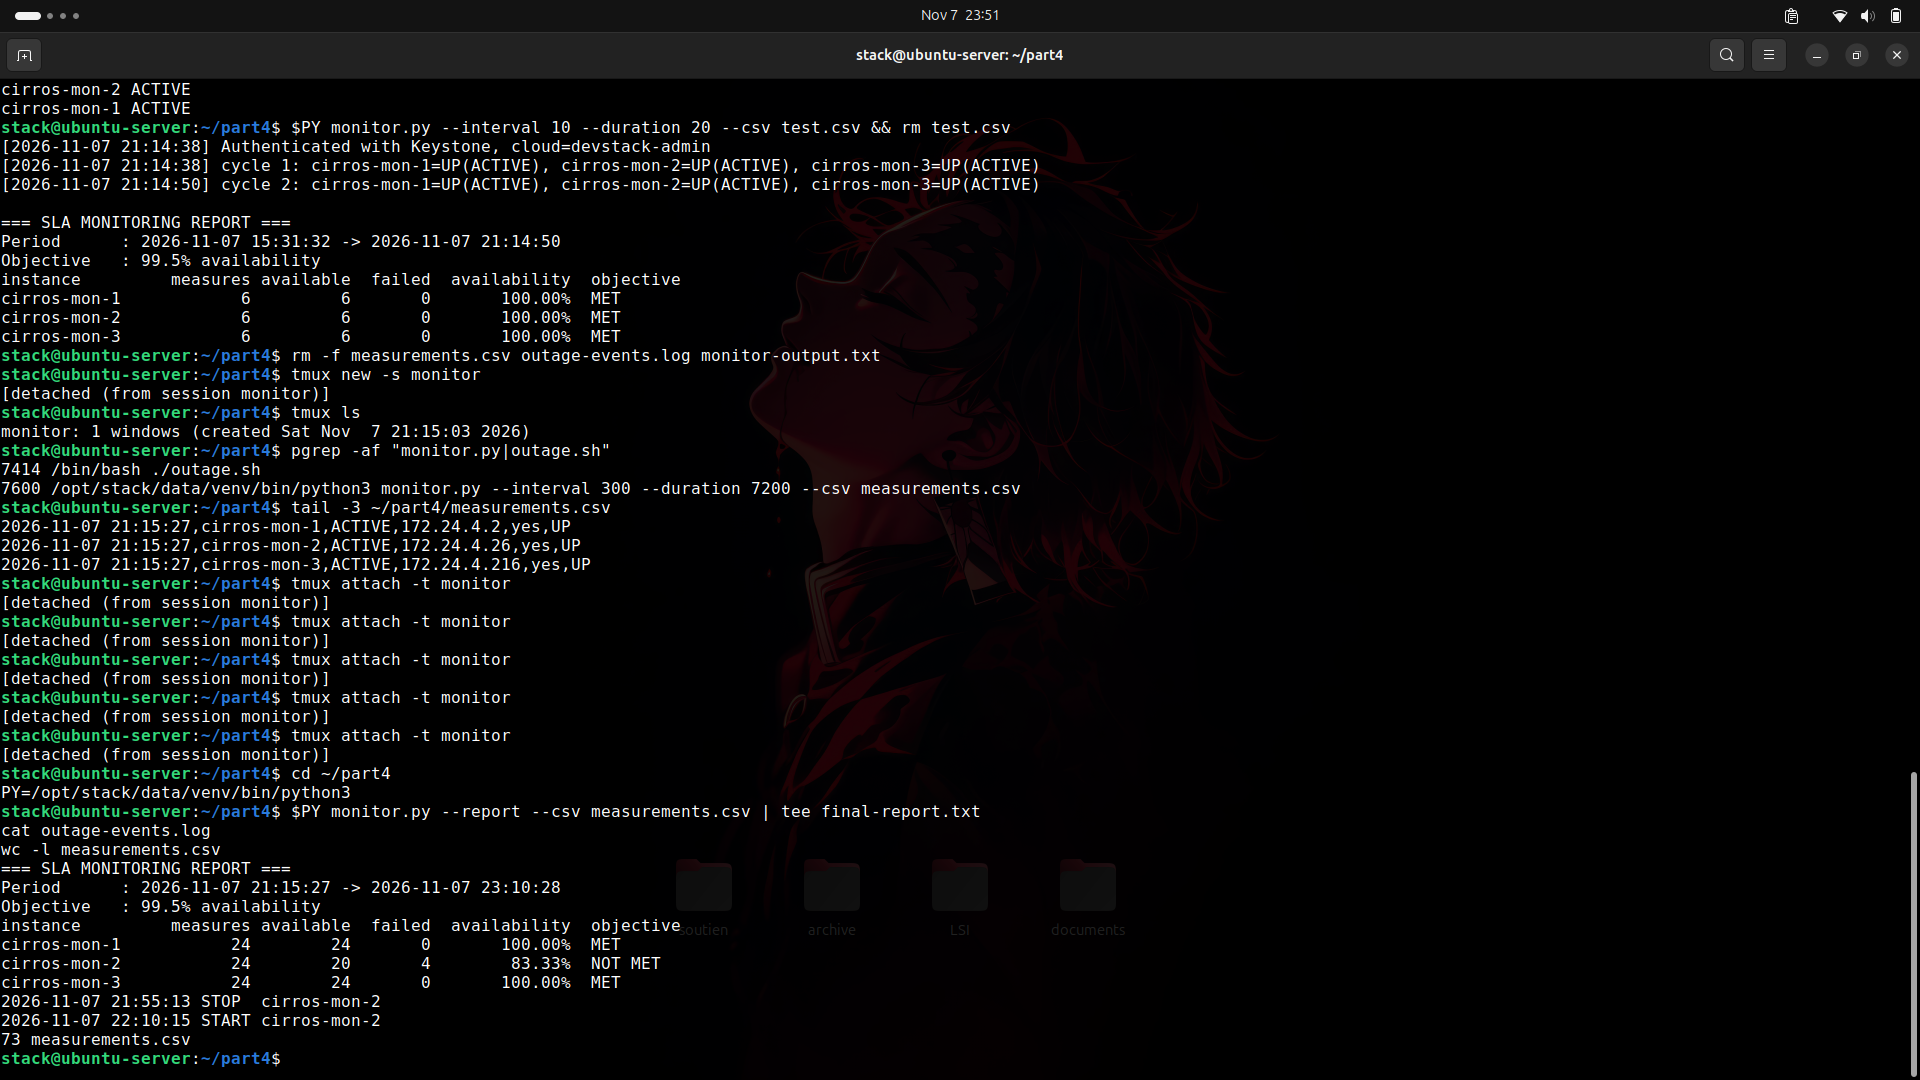 Nov 7 23:51
stack@ubuntu-server: ~/part4
cirros-mon-2 ACTIVE
cirros-mon-1 ACTIVE
stack@ubuntu-server:~/part4$ $PY monitor.py --interval 10 --duration 20 --csv test.csv && rm test.csv
[2026-11-07 21:14:38] Authenticated with Keystone, cloud=devstack-admin
[2026-11-07 21:14:38] cycle 1: cirros-mon-1=UP(ACTIVE), cirros-mon-2=UP(ACTIVE), cirros-mon-3=UP(ACTIVE)
[2026-11-07 21:14:50] cycle 2: cirros-mon-1=UP(ACTIVE), cirros-mon-2=UP(ACTIVE), cirros-mon-3=UP(ACTIVE)
=== SLA MONITORING REPORT ===
Period      : 2026-11-07 15:31:32 -> 2026-11-07 21:14:50
Objective   : 99.5% availability
instance         measures available  failed  availability  objective
cirros-mon-1            6         6       0       100.00%  MET
cirros-mon-2            6         6       0       100.00%  MET
cirros-mon-3            6         6       0       100.00%  MET
stack@ubuntu-server:~/part4$ rm -f measurements.csv outage-events.log monitor-output.txt
stack@ubuntu-server:~/part4$ tmux new -s monitor
[detached (from session monitor)]
stack@ubuntu-server:~/part4$ tmux ls
monitor: 1 windows (created Sat Nov  7 21:15:03 2026)
stack@ubuntu-server:~/part4$ pgrep -af "monitor.py|outage.sh"
7414 /bin/bash ./outage.sh
7600 /opt/stack/data/venv/bin/python3 monitor.py --interval 300 --duration 7200 --csv measurements.csv
stack@ubuntu-server:~/part4$ tail -3 ~/part4/measurements.csv
2026-11-07 21:15:27,cirros-mon-1,ACTIVE,172.24.4.2,yes,UP
2026-11-07 21:15:27,cirros-mon-2,ACTIVE,172.24.4.26,yes,UP
2026-11-07 21:15:27,cirros-mon-3,ACTIVE,172.24.4.216,yes,UP
stack@ubuntu-server:~/part4$ tmux attach -t monitor
[detached (from session monitor)]
stack@ubuntu-server:~/part4$ tmux attach -t monitor
[detached (from session monitor)]
stack@ubuntu-server:~/part4$ tmux attach -t monitor
[detached (from session monitor)]
stack@ubuntu-server:~/part4$ tmux attach -t monitor
[detached (from session monitor)]
stack@ubuntu-server:~/part4$ tmux attach -t monitor
[detached (from session monitor)]
stack@ubuntu-server:~/part4$ cd ~/part4
PY=/opt/stack/data/venv/bin/python3
stack@ubuntu-server:~/part4$ $PY monitor.py --report --csv measurements.csv | tee final-report.txt
cat outage-events.log
wc -l measurements.csv
=== SLA MONITORING REPORT ===
Period      : 2026-11-07 21:15:27 -> 2026-11-07 23:10:28
Objective   : 99.5% availability
instance         measures available  failed  availability  objective
cirros-mon-1           24        24       0       100.00%  MET
cirros-mon-2           24        20       4        83.33%  NOT MET
cirros-mon-3           24        24       0       100.00%  MET
2026-11-07 21:55:13 STOP  cirros-mon-2
2026-11-07 22:10:15 START cirros-mon-2
73 measurements.csv
stack@ubuntu-server:~/part4$
soutien
archive
LSI
documents